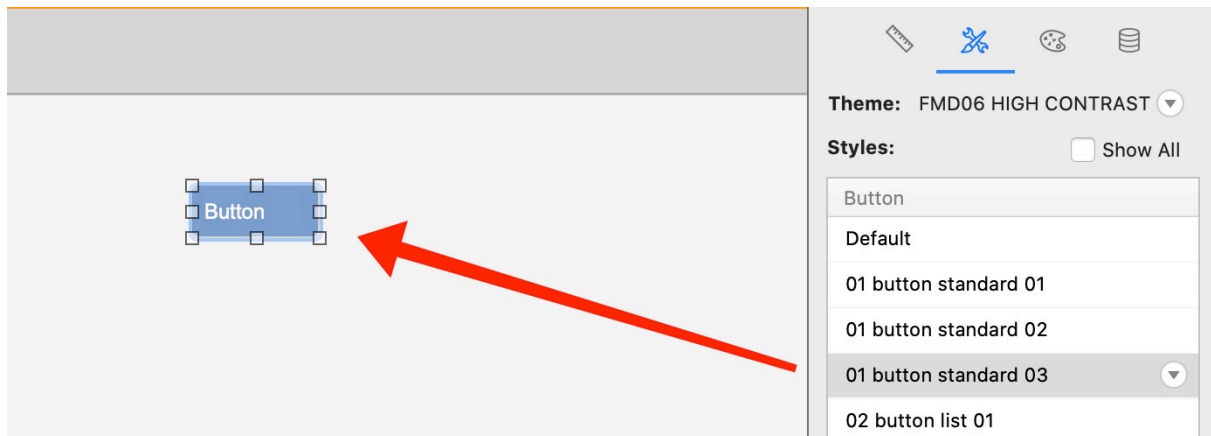 Theme: FMD06 HIGH CONTRAST
Styles: Show All
Button
Button
Default
01 button standard 01
01 button standard 02
01 button standard 03
02 button list 01